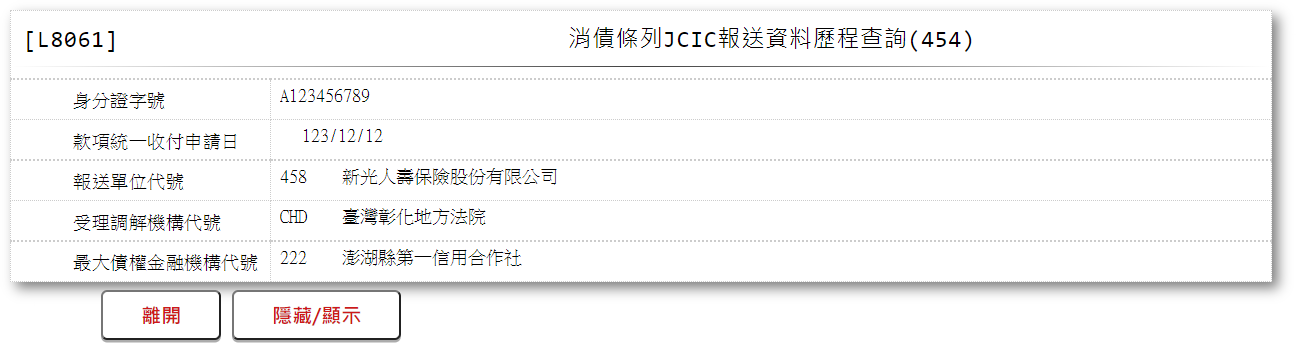 [L8061] 消債條列JCIC報送資料歷程查詢(454)
身分證字號 A123456789
款項統一收付申請日 123/12/12
報送單位代號 458 新光人壽保險股份有限公司
受理調解機構代號 CHD 臺灣彰化地方法院
最大債權金融機構代號 222 澎湖縣第一信用合作社
離開 隱藏/顯示